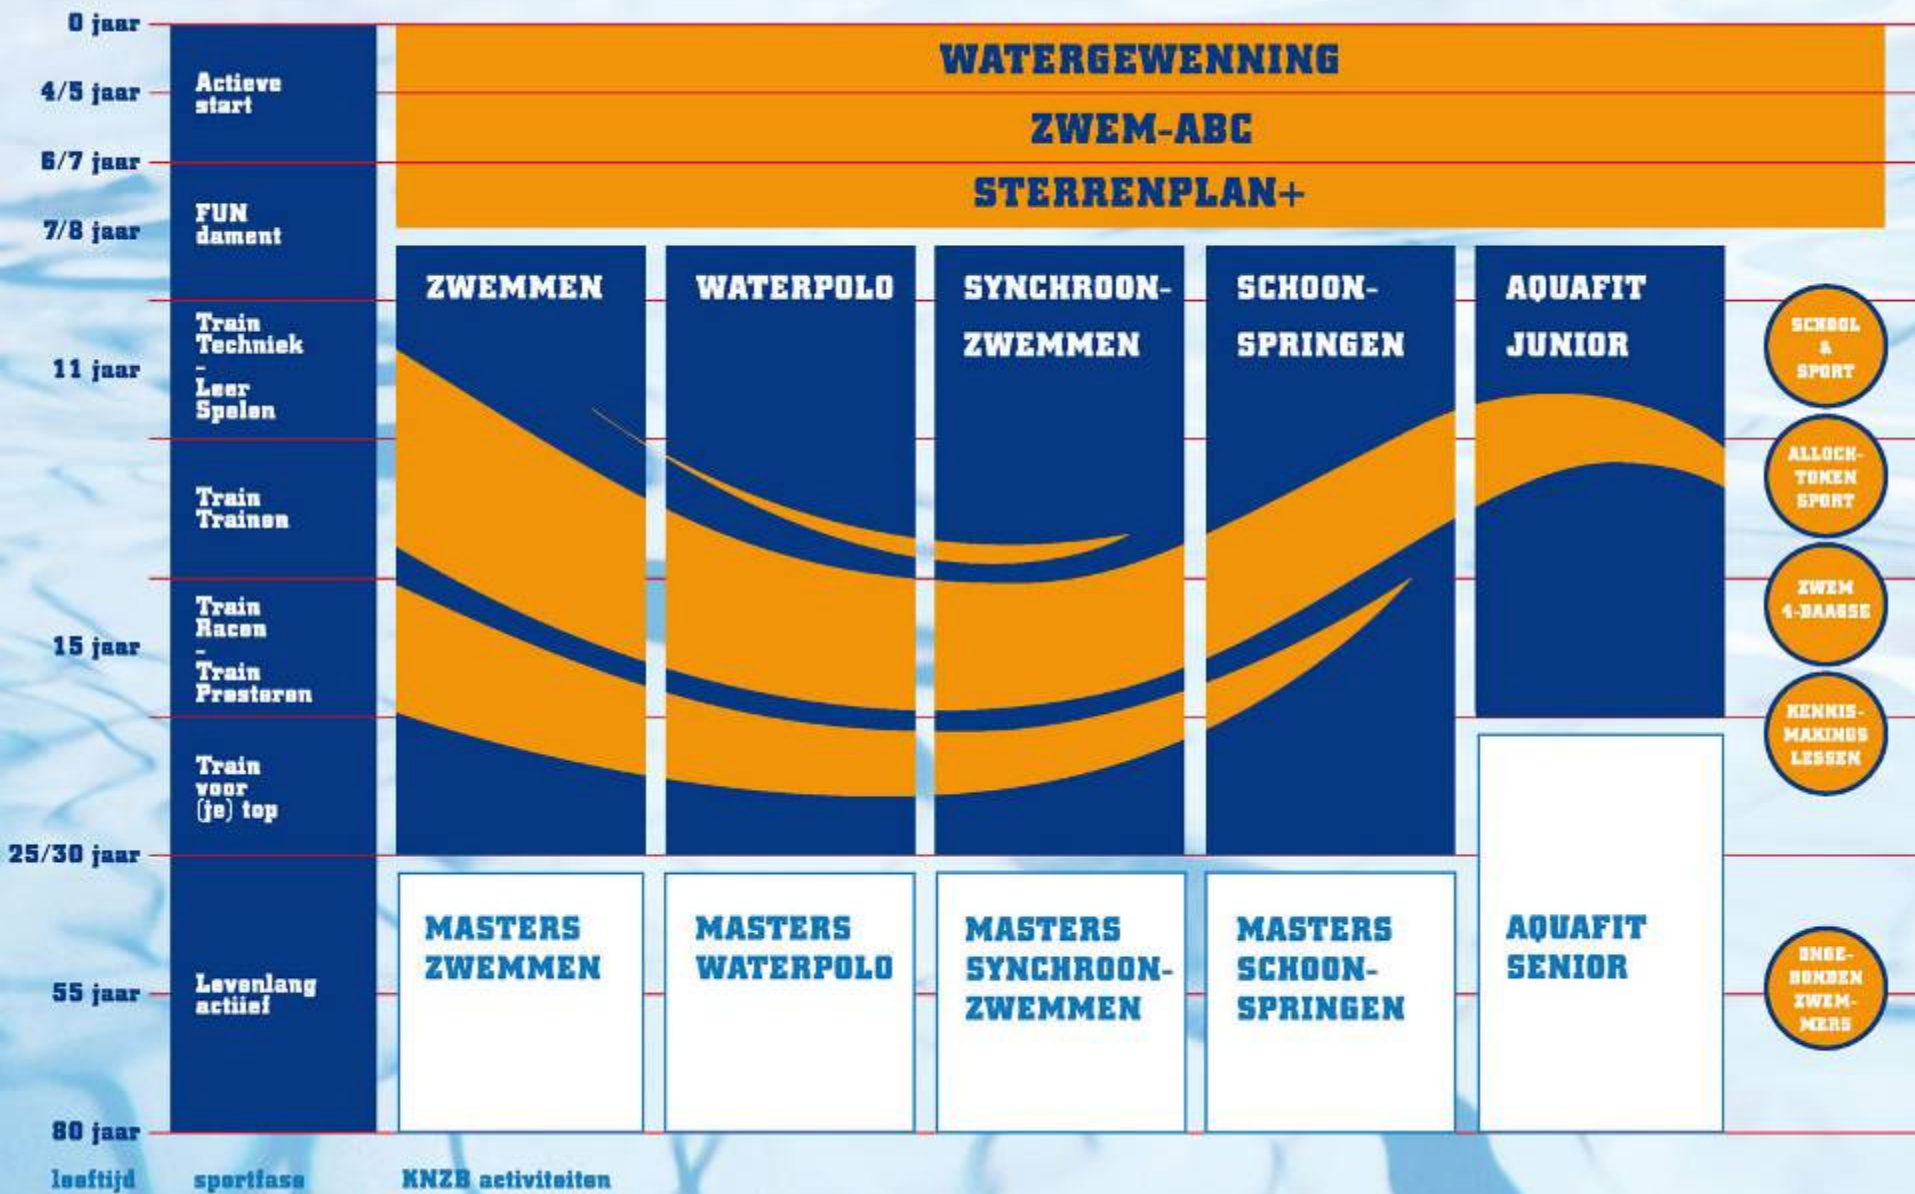 0 jaar
4/5 jaar
6/7 jaar
7/8 jaar
11 jaar
15 jaar
25/30 jaar
55 jaar
80 jaar
leeftijd
Actieve
start
FUN
dament
Train
Techniek
-
Leer
Spelen
Train
Trainen
Train
Racen
-
Train
Presteren
Train
voor
(je) top
Levenlang
actiief
sportfase
WATERGEWENNING
ZWEM-ABC
STERRENPLAN+
ZWEMMEN
WATERPOLO
SYNCHROON-
ZWEMMEN
SCHOON-
SPRINGEN
AQUAFIT
JUNIOR
MASTERS
ZWEMMEN
MASTERS
WATERPOLO
MASTERS
SYNCHROON-
ZWEMMEN
MASTERS
SCHOON-
SPRINGEN
AQUAFIT
SENIOR
KNZB activiteiten
SCHOOL
&
SPORT
ALLOCH-
TONEN
SPORT
ZWEM
4-DAAGSE
KENNIS-
MAKINGS
LESSEN
ONGE-
BONDEN
ZWEM-
MERS